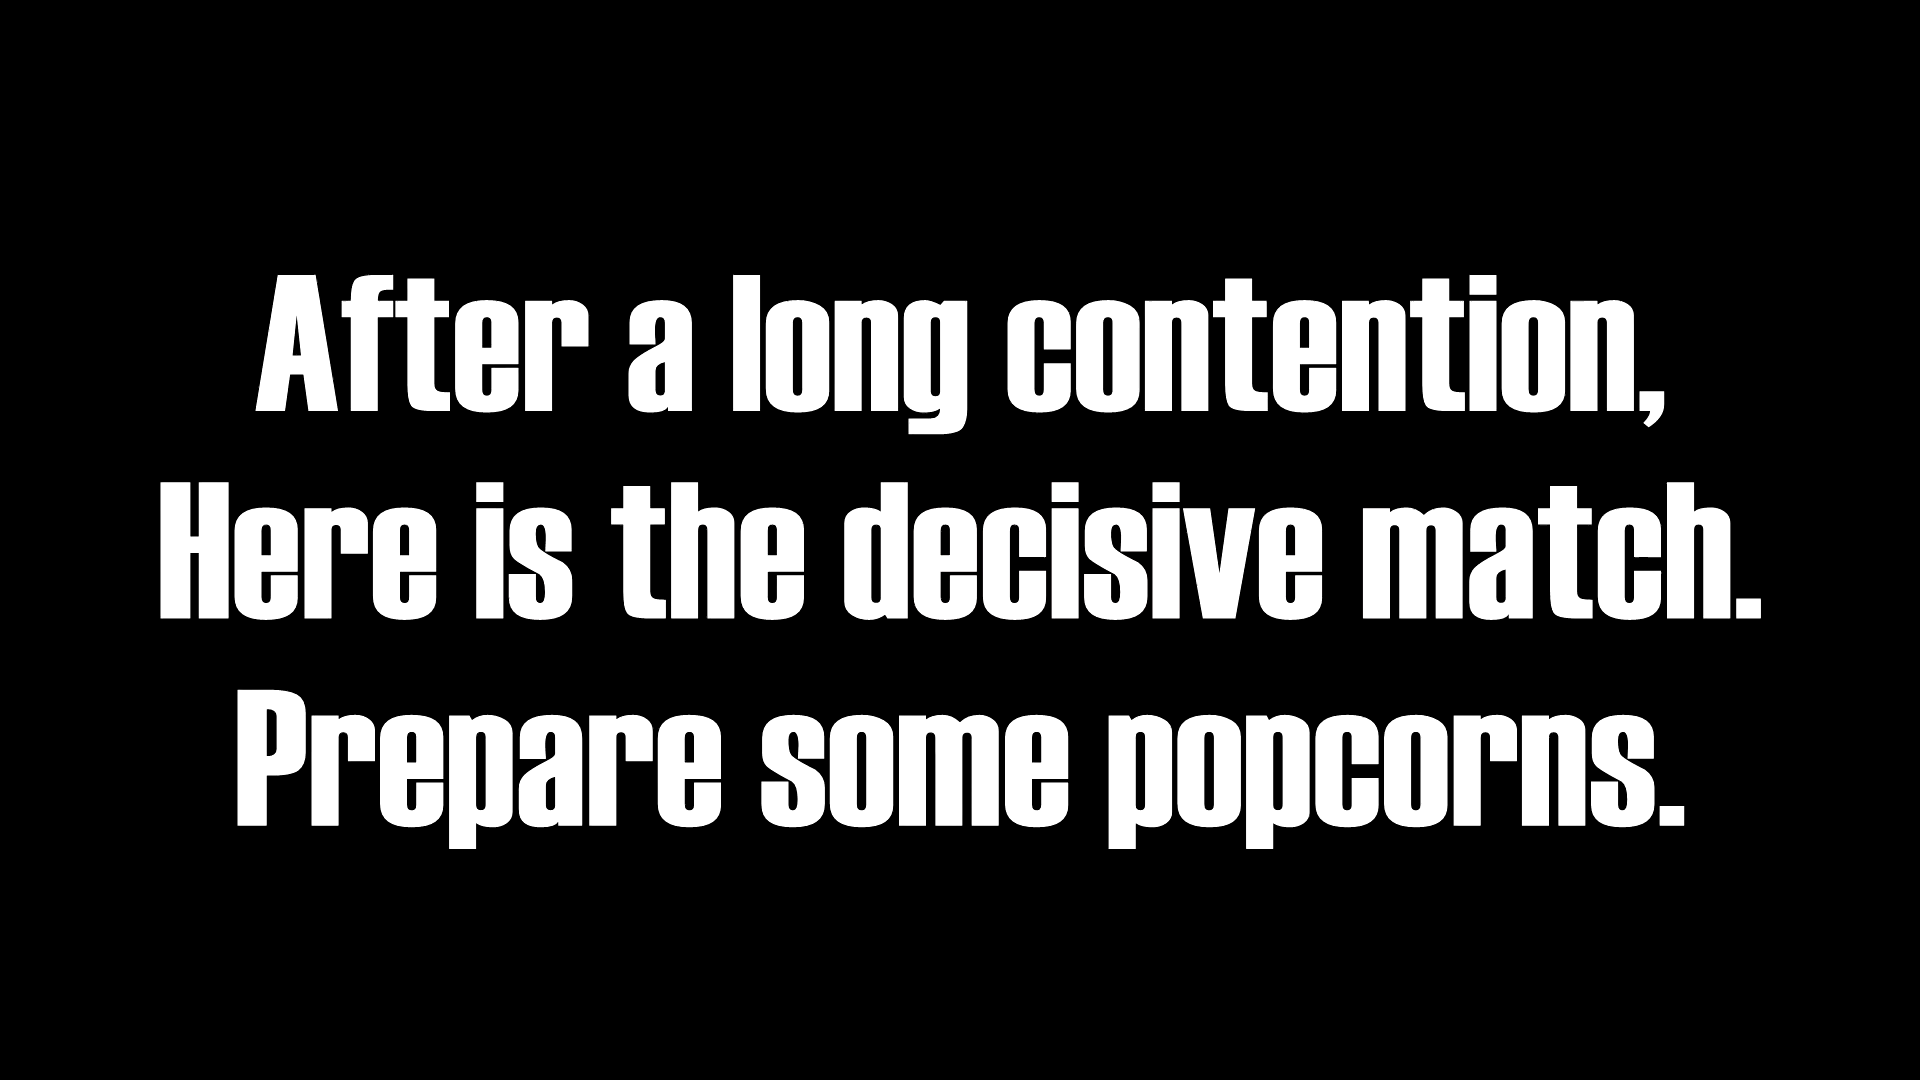 After a long contention,
Here is the decisive match.
Prepare some popcorns.